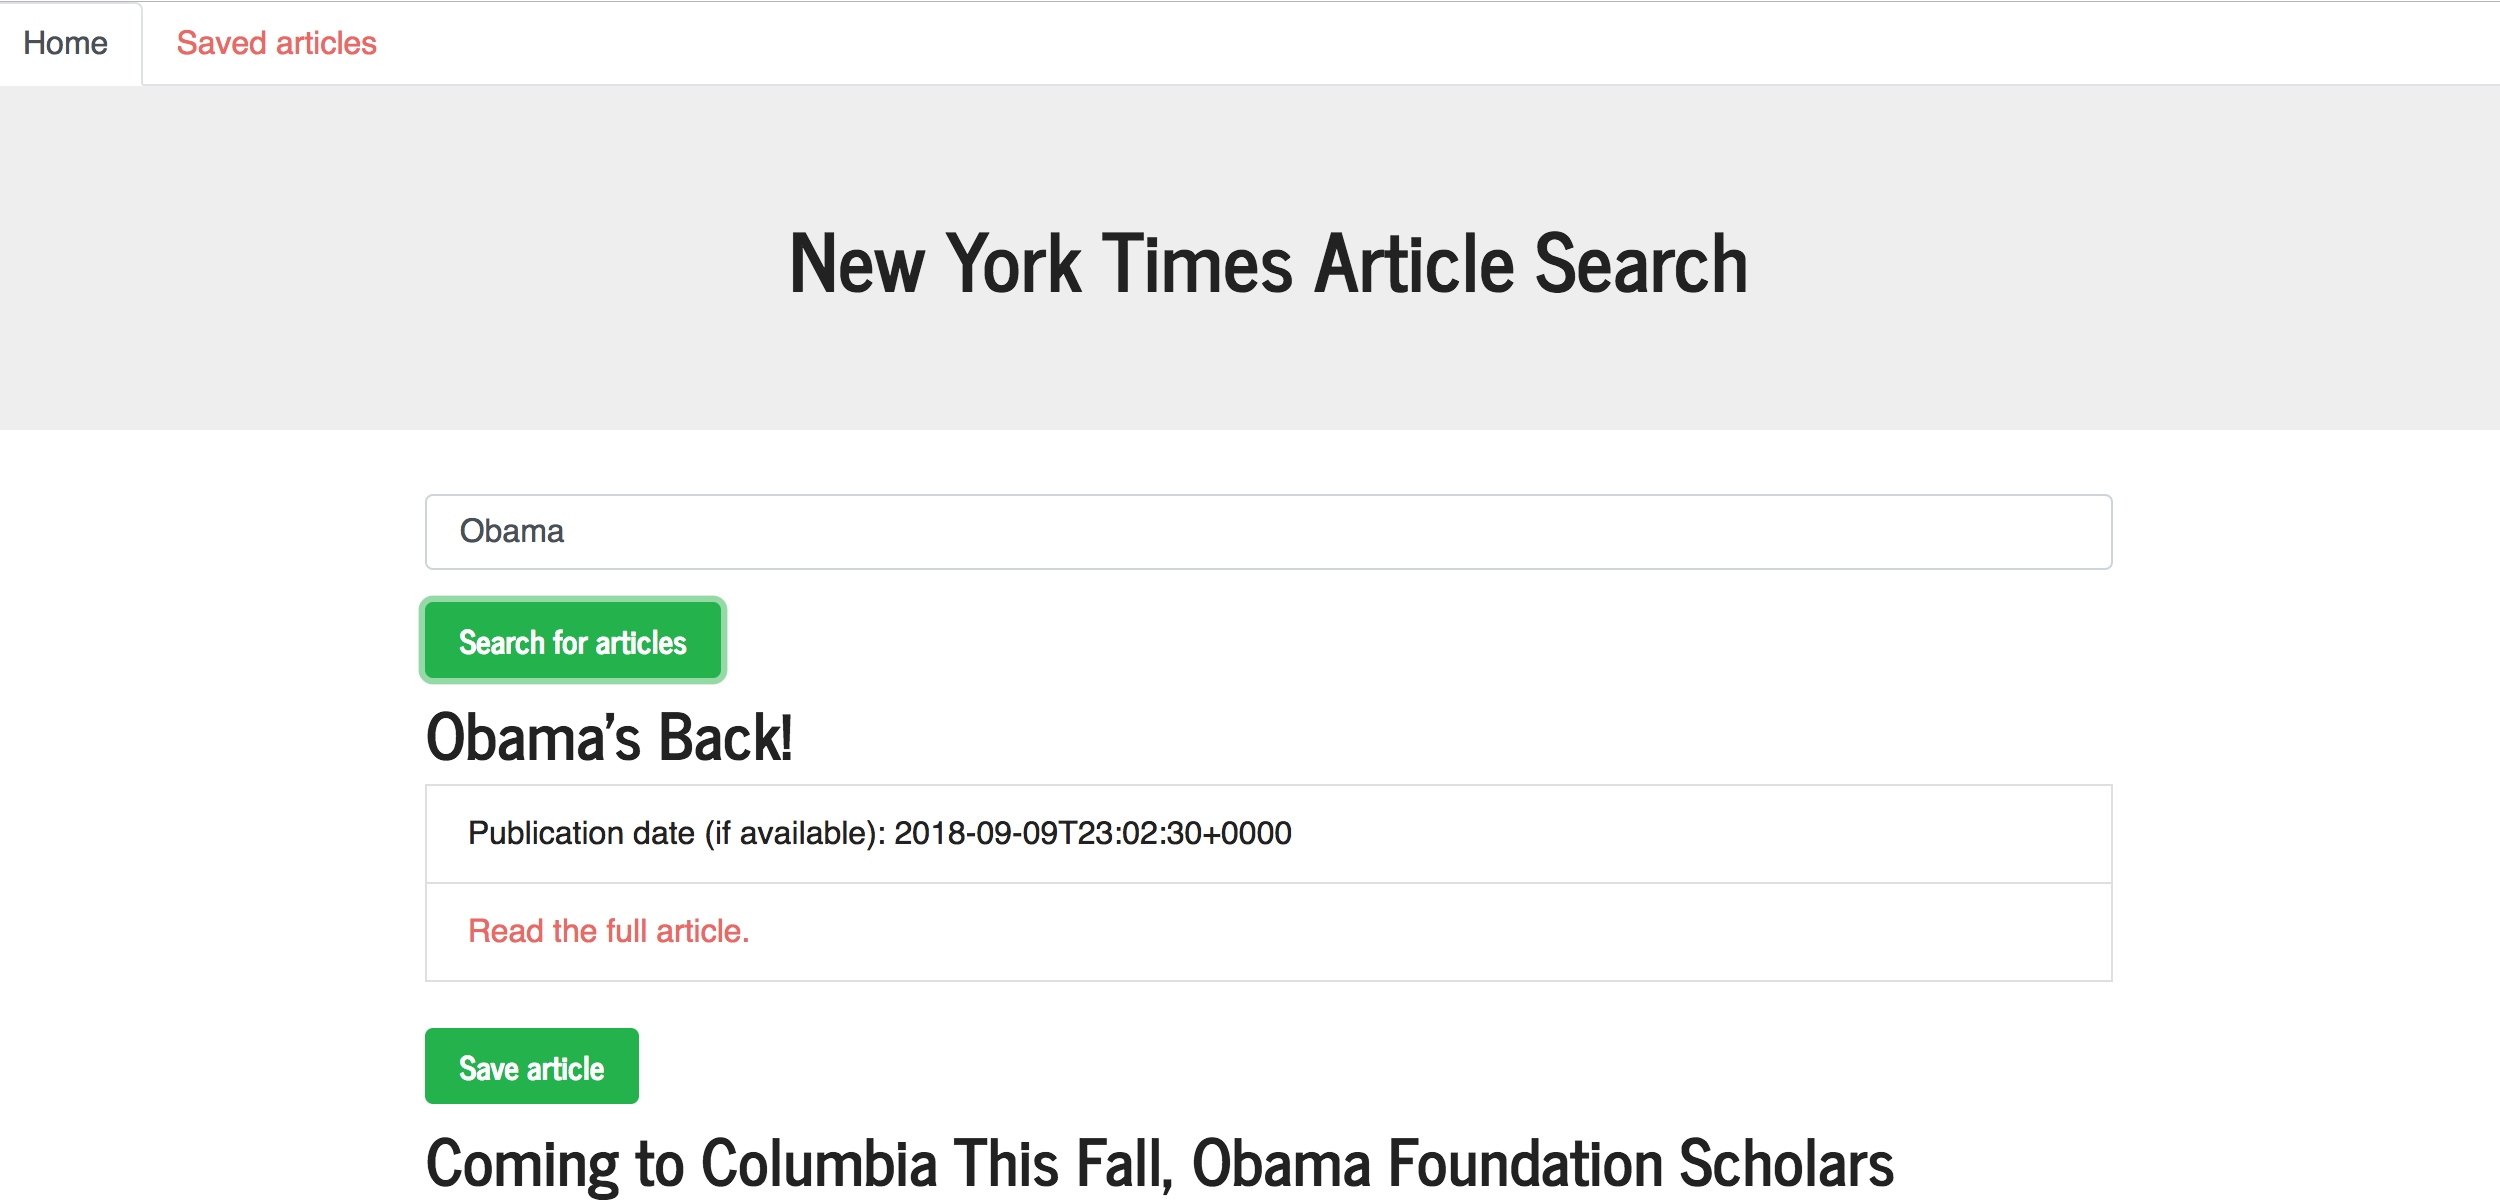 Home
Saved articles
New York Times Article Search
Obama
Search for articles
Obama’s Back!
Publication date (if available): 2018-09-09T23:02:30+0000
Read the full article.
Save article
Coming to Columbia This Fall, Obama Foundation Scholars